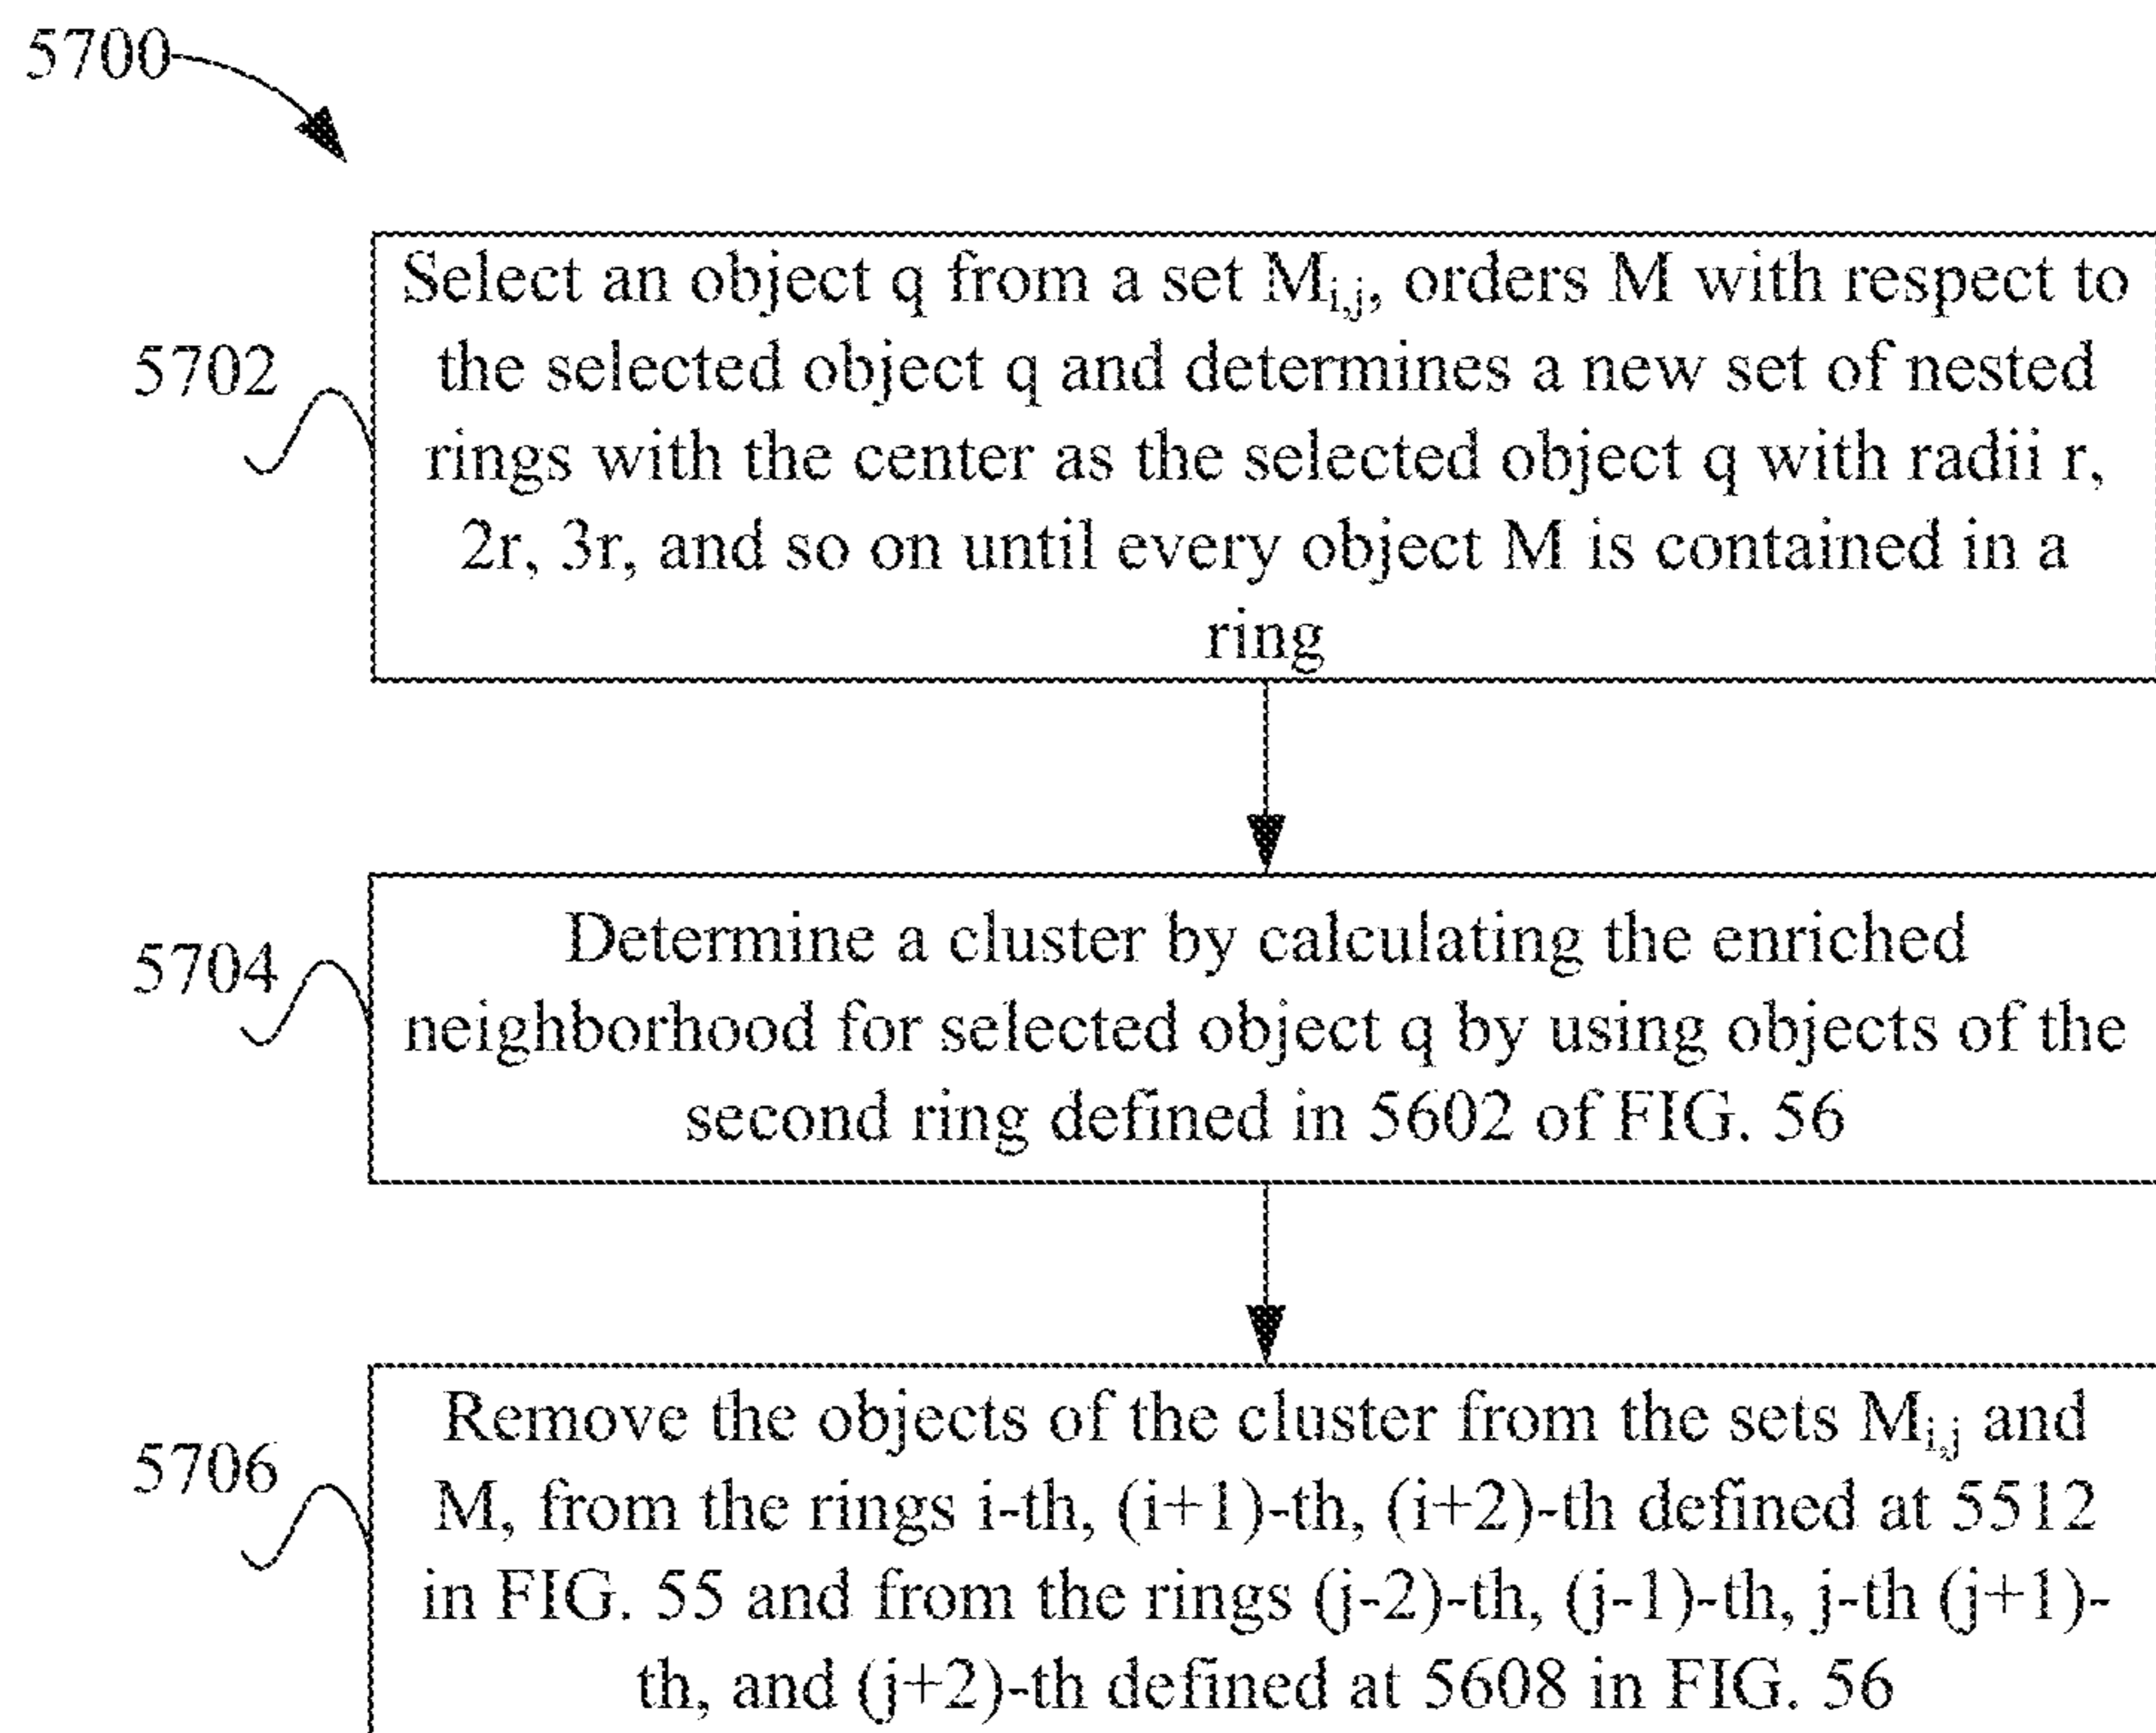 5700
5702
Select an object q from a set Mi,j, orders M with respect to
the selected object q and determines a new set of nested
rings with the center as the selected object q with radii r,
2r, 3r, and so on until every object M is contained in a
ring
5704
Determine a cluster by calculating the enriched
neighborhood for selected object q by using objects of the
second ring defined in 5602 of FIG. 56
5706
Remove the objects of the cluster from the sets Mi,j and
M, from the rings i-th, (i+1)-th, (i+2)-th defined at 5512
in FIG. 55 and from the rings (j-2)-th, (j-1)-th, j-th (j+1)-
th, and (j+2)-th defined at 5608 in FIG. 56